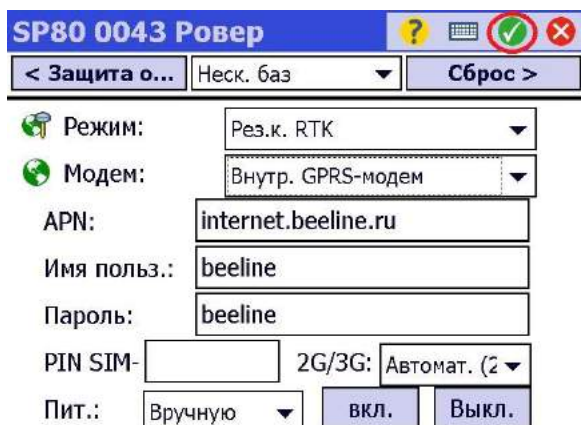 SP80 0043 Ровер ?
< Защита о... Неск. баз Сброс >
Режим: Рез.к. RTK
Модем: Внутр. GPRS-модем
APN: internet.beeline.ru
Имя польз.: beeline
Пароль: beeline
PIN SIM- 2G/3G: Автомат. (2
Пит.: Вручную вкл. Выкл.